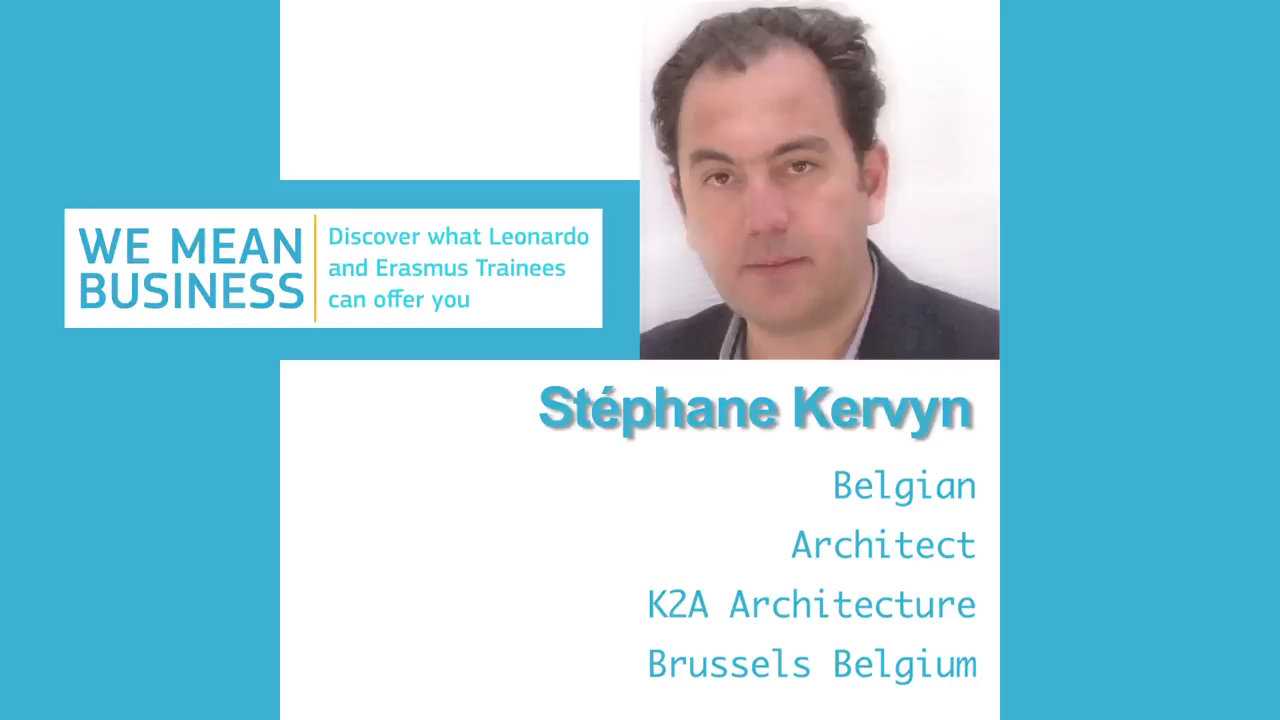 WE MEAN
BUSINESS
Discover what Leonardo
and Erasmus Trainees
can offer you
Stéphane Kervyn
Belgian
Architect
K2A Architecture
Brussels Belgium